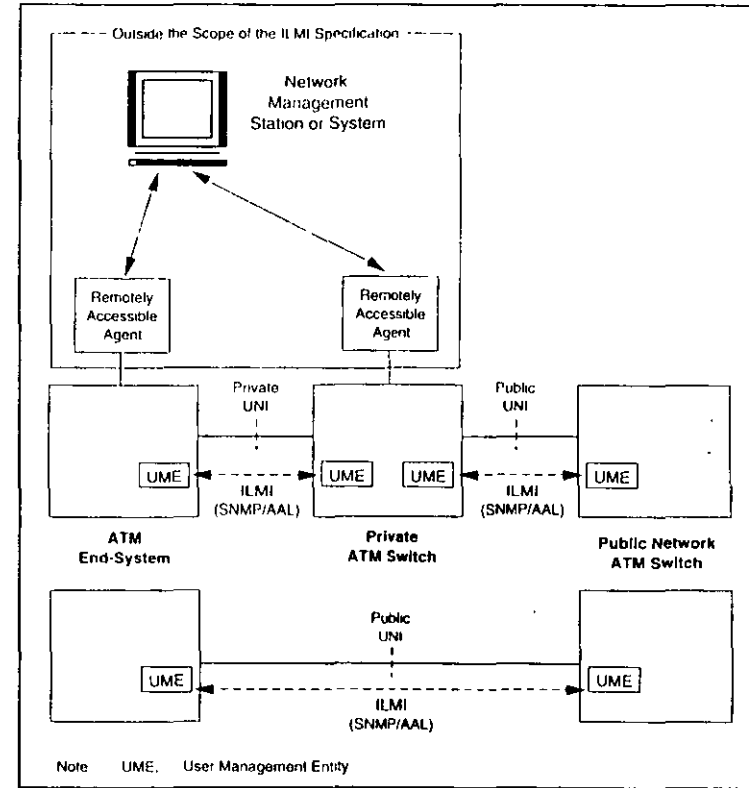 Outside the Scope of the ILMI Specification
Network
Management
Station or System
Remotely
Accessible
Agent
Remotely
Accessible
Agent
Private
UNI
Public
UNI
UME
UME
UME
UME
ILMI
(SNMP/AAL)
ILMI
(SNMP/AAL)
ATM
End-System
Private
ATM Switch
Public Network
ATM Switch
Public
UNI
UME
UME
ILMI
(SNMP/AAL)
Note UME, User Management Entity